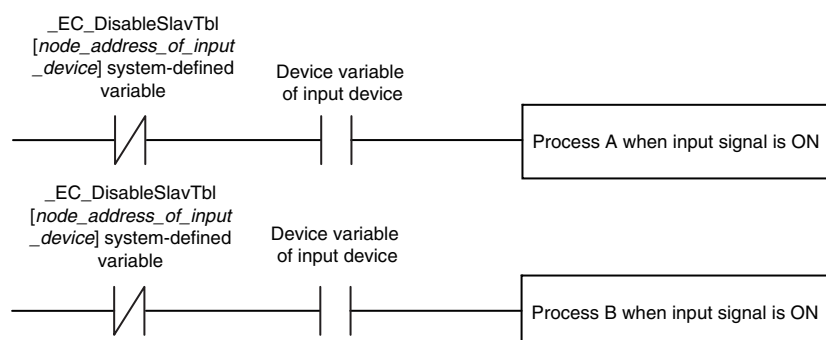 _EC_DisableSlavTbl
[node_address_of_input
_device] system-defined
variable
Device variable
of input device
Process A when input signal is ON
_EC_DisableSlavTbl
[node_address_of_input
_device] system-defined
variable
Device variable
of input device
Process B when input signal is ON